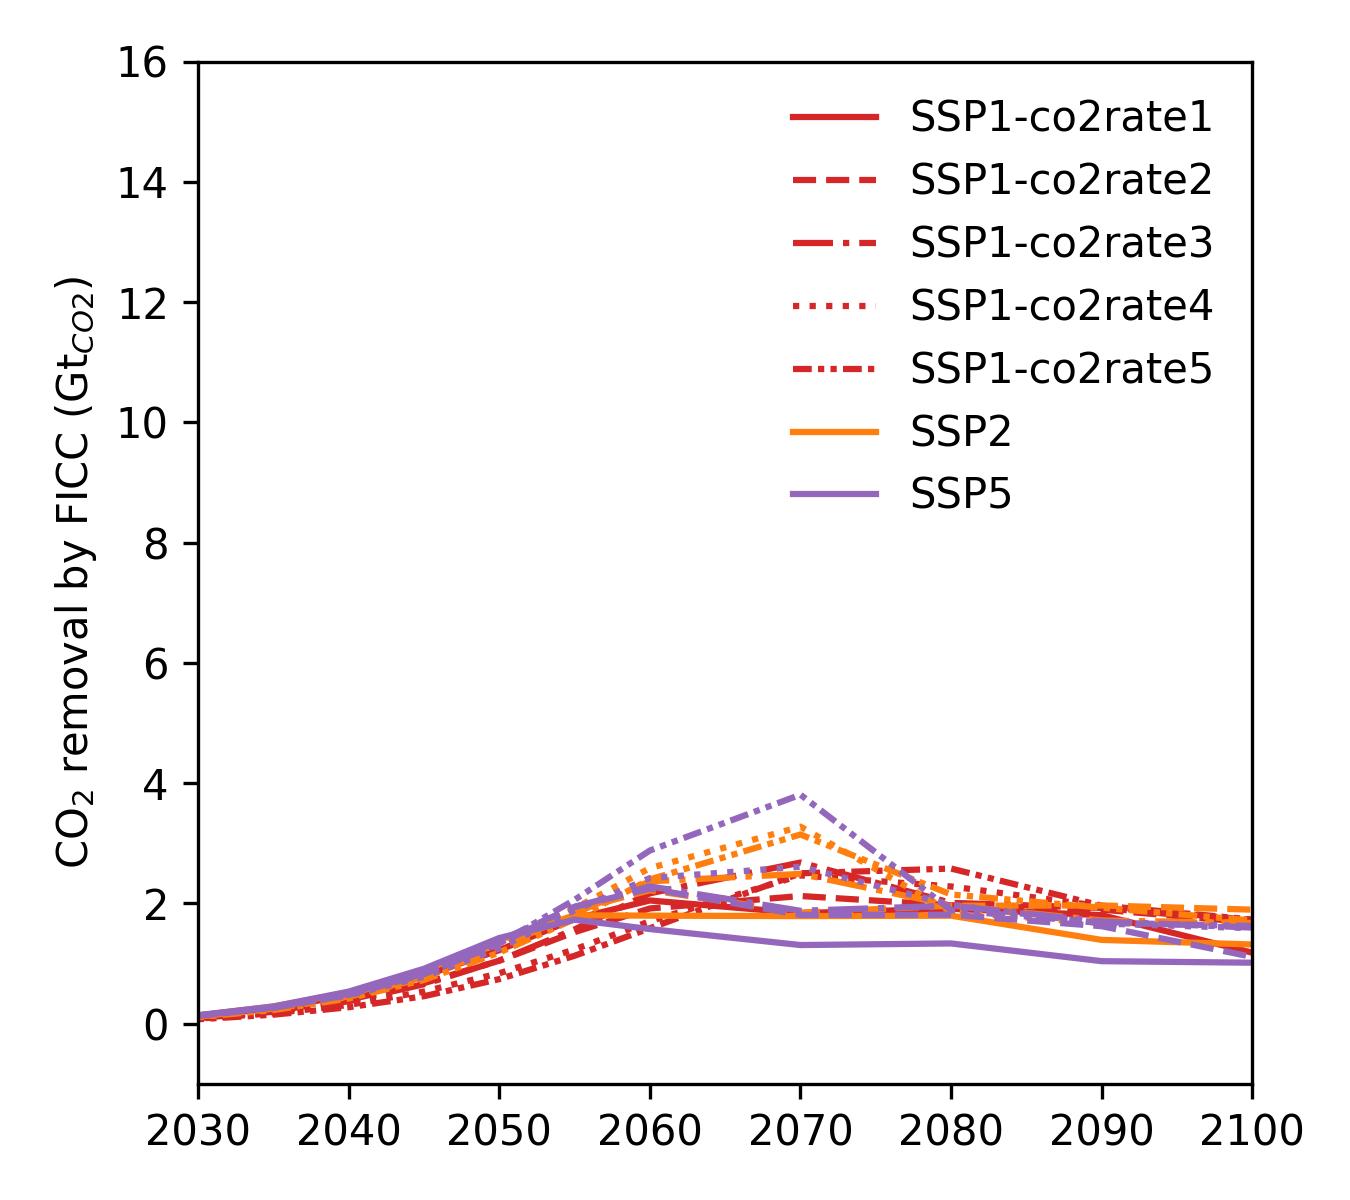 CO2 removal by FICC (GtCO2)
16
14
12
10
8
6
4
2
0
SSP1-co2rate1
SSP1-co2rate2
SSP1-co2rate3
SSP1-co2rate4
SSP1-co2rate5
SSP2
SSP5
2030 2040 2050 2060 2070 2080 2090 2100